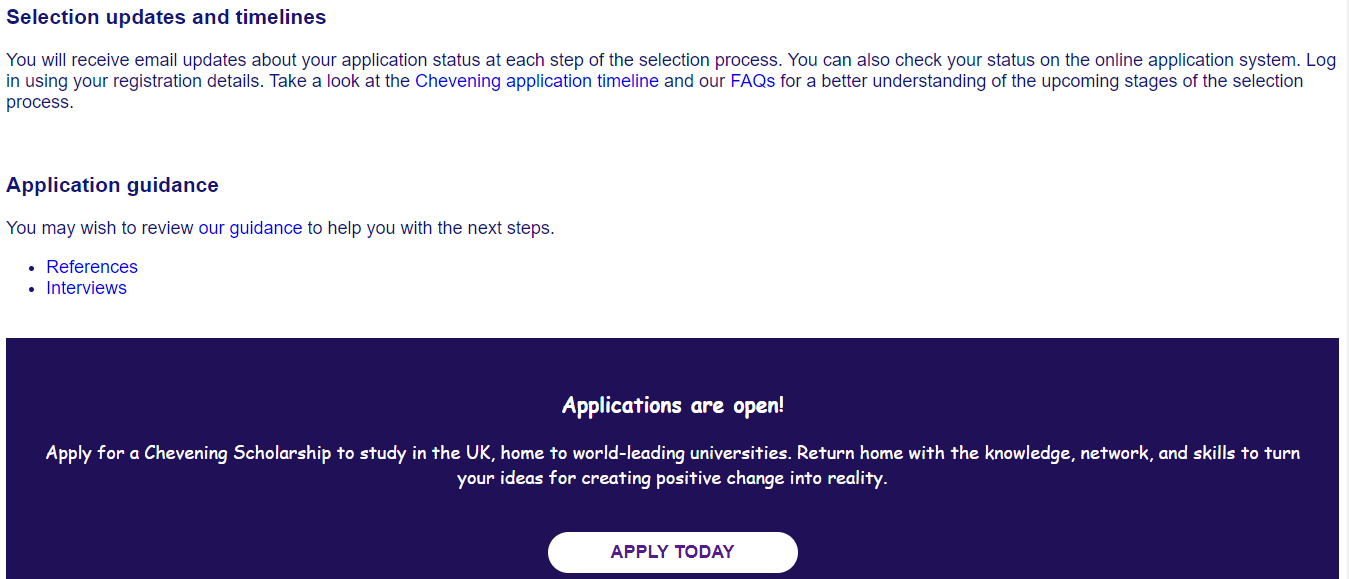 Selection updates and timelines
You will receive email updates about your application status at each step of the selection process. You can also check your status on the online application system. Log
in using your registration details. Take a look at the Chevening application timeline and our FAQs for a better understanding of the upcoming stages of the selection
process.
Application guidance
You may wish to review our guidance to help you with the next steps.
• References
• Interviews
Applications are open!
Apply for a Chevening Scholarship to study in the UK, home to world-leading universities. Return home with the knowledge, network, and skills to turn
your ideas for creating positive change into reality.
APPLY TODAY